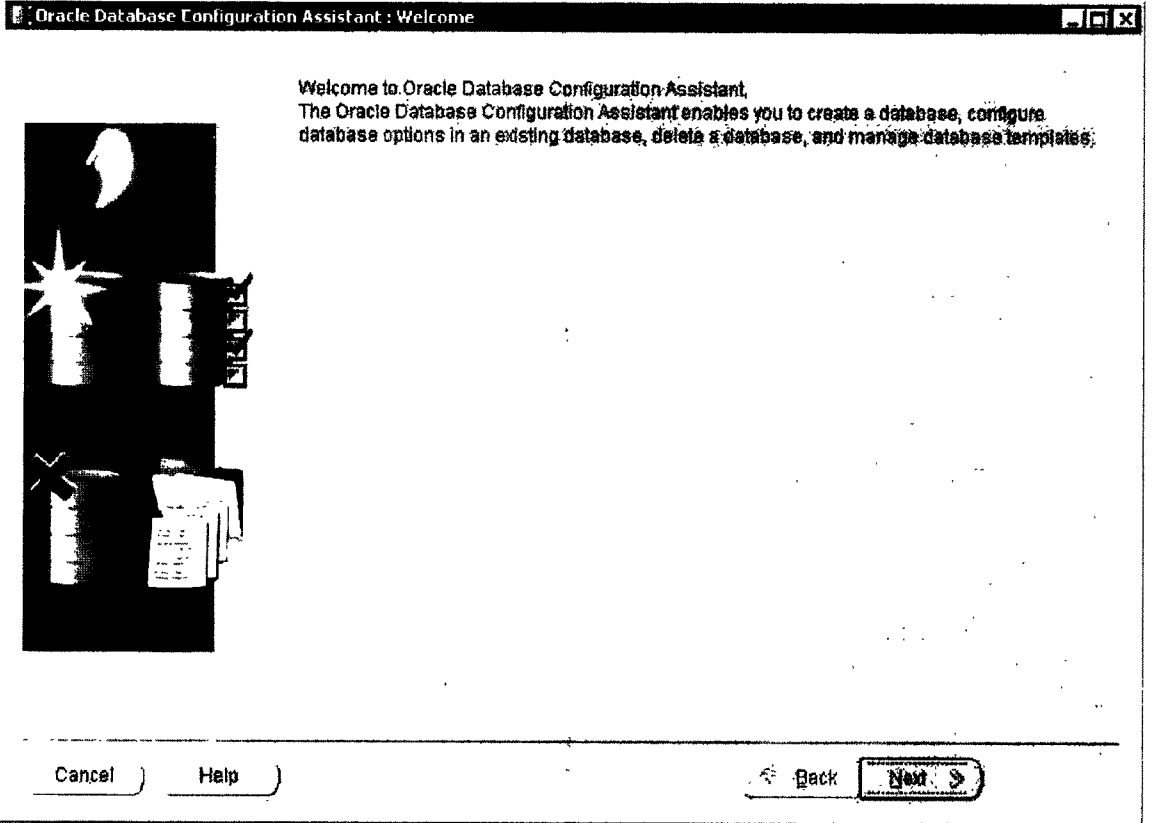 Oracle Database Configuration Assistant : Welcome
Welcome to Oracle Database Configuration Assistant.
The Oracle Database Configuration Assistant enables you to create a database, configure
database options in an existing database, delete a database, and manage database templates.
Cancel Help Back Next